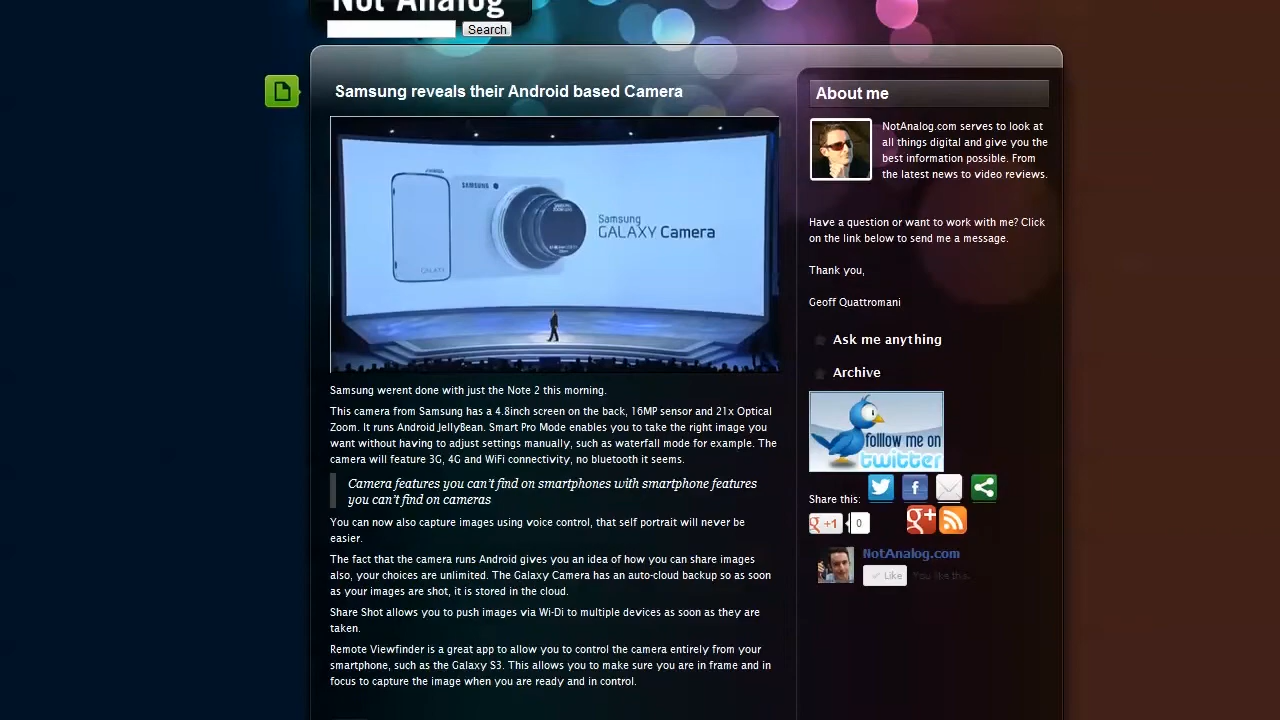 Not Analog
Search
Samsung reveals their Android based Camera
SAMSUNG
GALAXY
Samsung
GALAXY Camera
Samsung werent done with just the Note 2 this morning.
This camera from Samsung has a 4.8inch screen on the back, 16MP sensor and 21x Optical
Zoom. It runs Android JellyBean. Smart Pro Mode enables you to take the right image you
want without having to adjust settings manually, such as waterfall mode for example. The
camera will feature 3G, 4G and WiFi connectivity, no bluetooth it seems.
Camera features you can't find on smartphones with smartphone features
you can't find on cameras
You can now also capture images using voice control, that self portrait will never be
easier.
The fact that the camera runs Android gives you an idea of how you can share images
also, your choices are unlimited. The Galaxy Camera has an auto-cloud backup so as soon
as your images are shot, it is stored in the cloud.
Share Shot allows you to push images via Wi-Di to multiple devices as soon as they are
taken.
Remote Viewfinder is a great app to allow you to control the camera entirely from your
smartphone, such as the Galaxy S3. This allows you to make sure you are in frame and in
focus to capture the image when you are ready and in control.
About me
NotAnalog.com serves to look at
all things digital and give you the
best information possible. From
the latest news to video reviews.
Have a question or want to work with me? Click
on the link below to send me a message.
Thank you,
Geoff Quattromani
Ask me anything
Archive
folllow me on
twitter
Share this:
g +1 0 g+
NotAnalog.com
Like You like this.